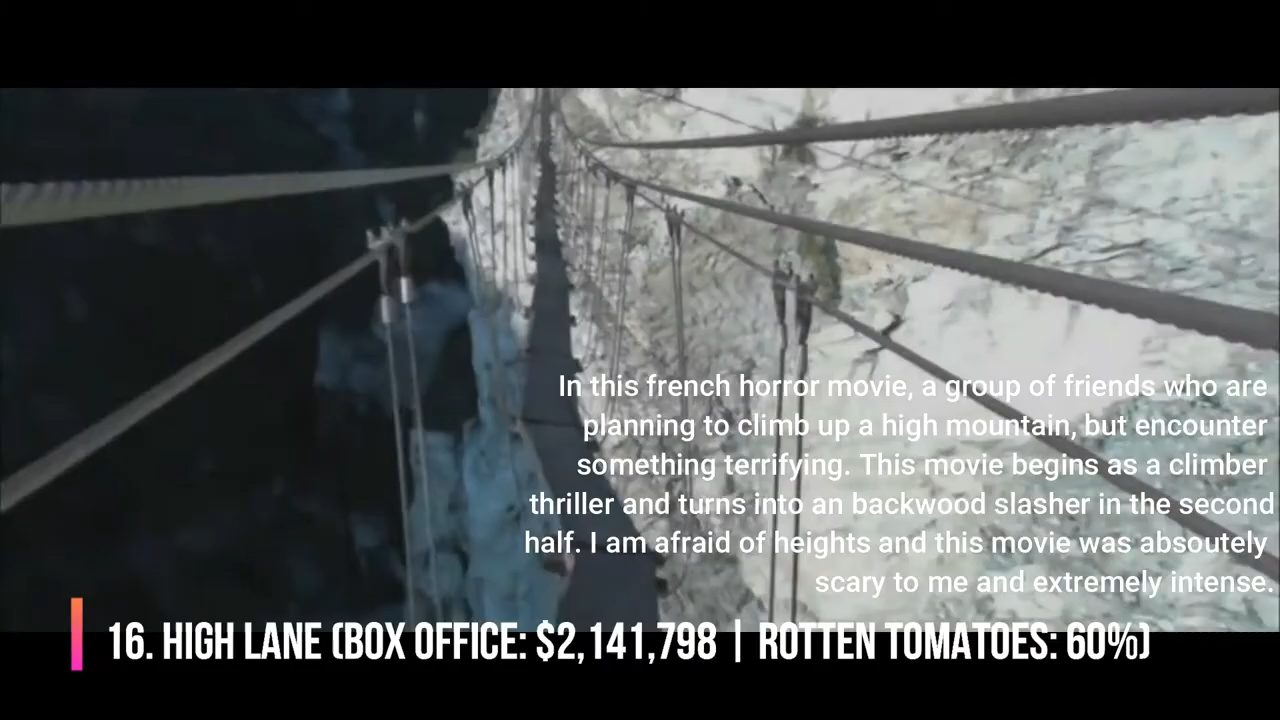 In this french horror movie, a group of friends who are
planning to climb up a high mountain, but encounter
something terrifying. This movie begins as a climber
thriller and turns into an backwood slasher in the second
half. I am afraid of heights and this movie was absoutely
scary to me and extremely intense.
16. HIGH LANE (BOX OFFICE: $2,141,798 | ROTTEN TOMATOES: 60%)